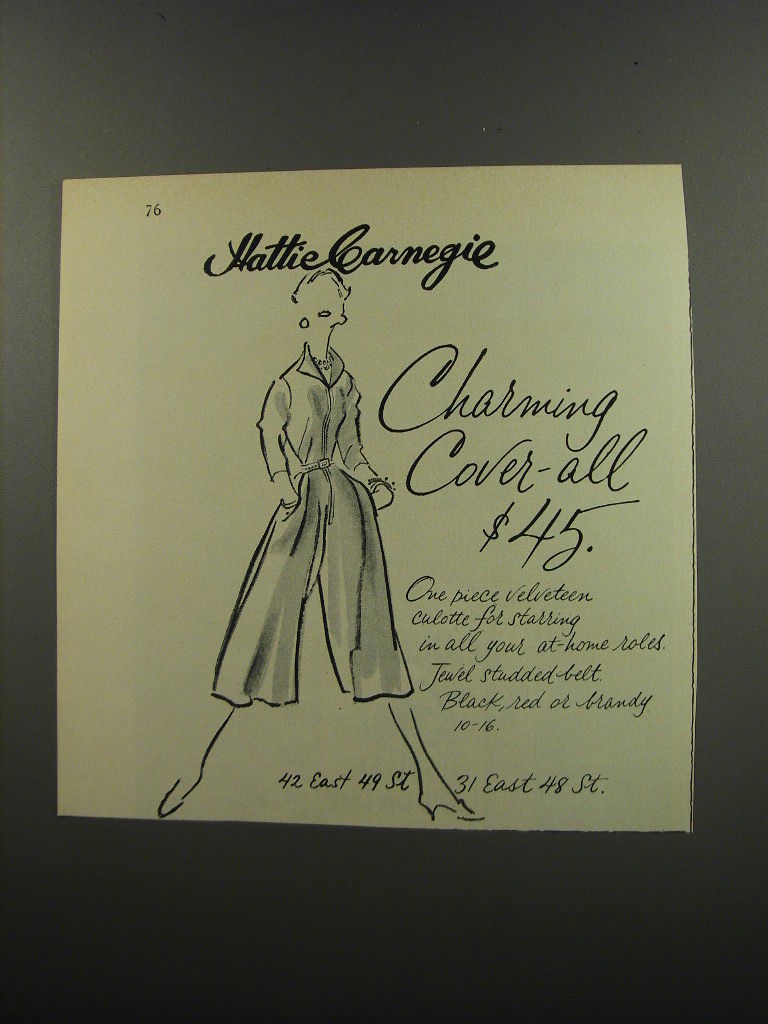 76
Hattie Carnegie
Charming
Cover-all
$45.
One piece velveteen
culotte for starring
in all your at-home roles.
Jewel studded belt.
Black, red or brandy
10-16.
42 East 49 St 31 East 48 St.